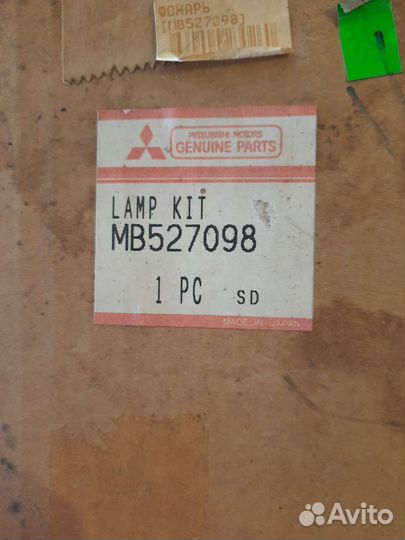 ФОНАРЬ
[MB527098]
MITSUBISHI MOTORS
GENUINE PARTS
LAMP KIT
MB527098
1 PC SD
MADE IN JAPAN
Avito